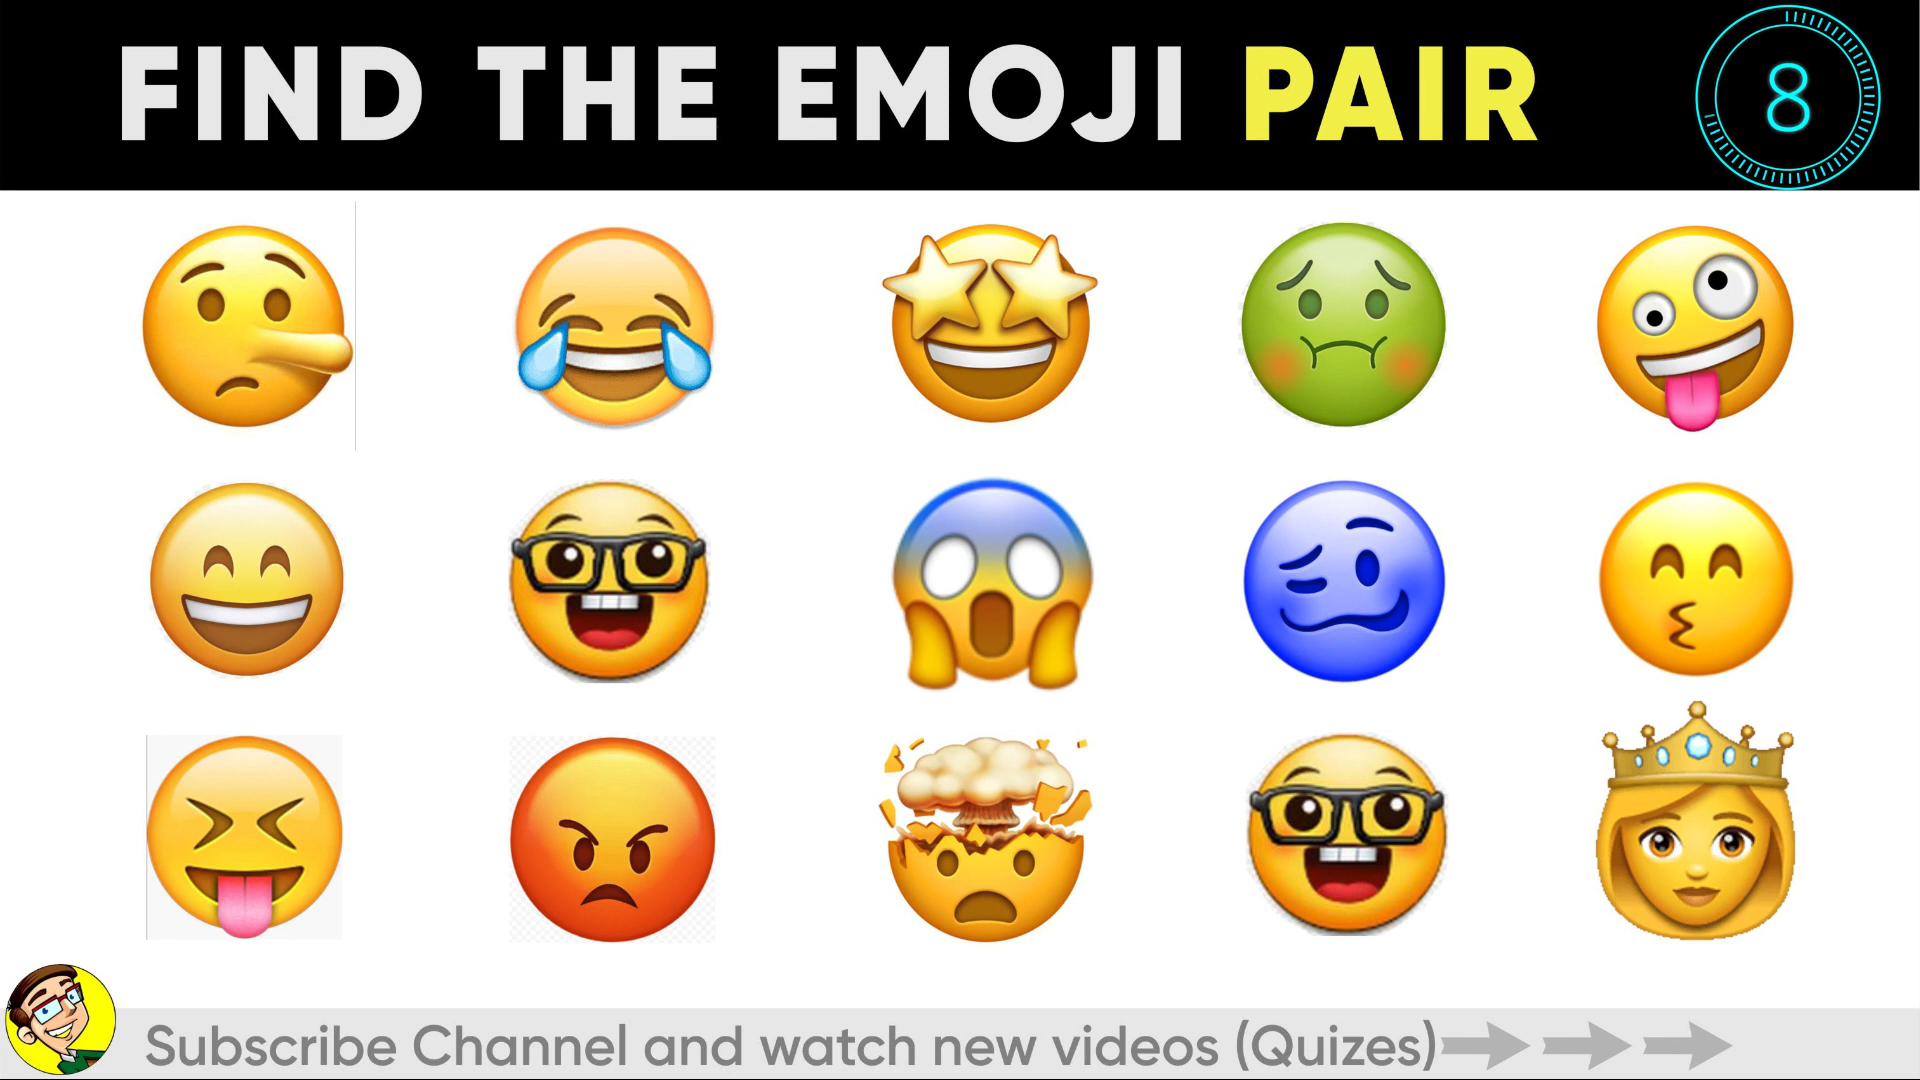 FIND THE EMOJI PAIR
8
Subscribe Channel and watch new videos (Quizes)